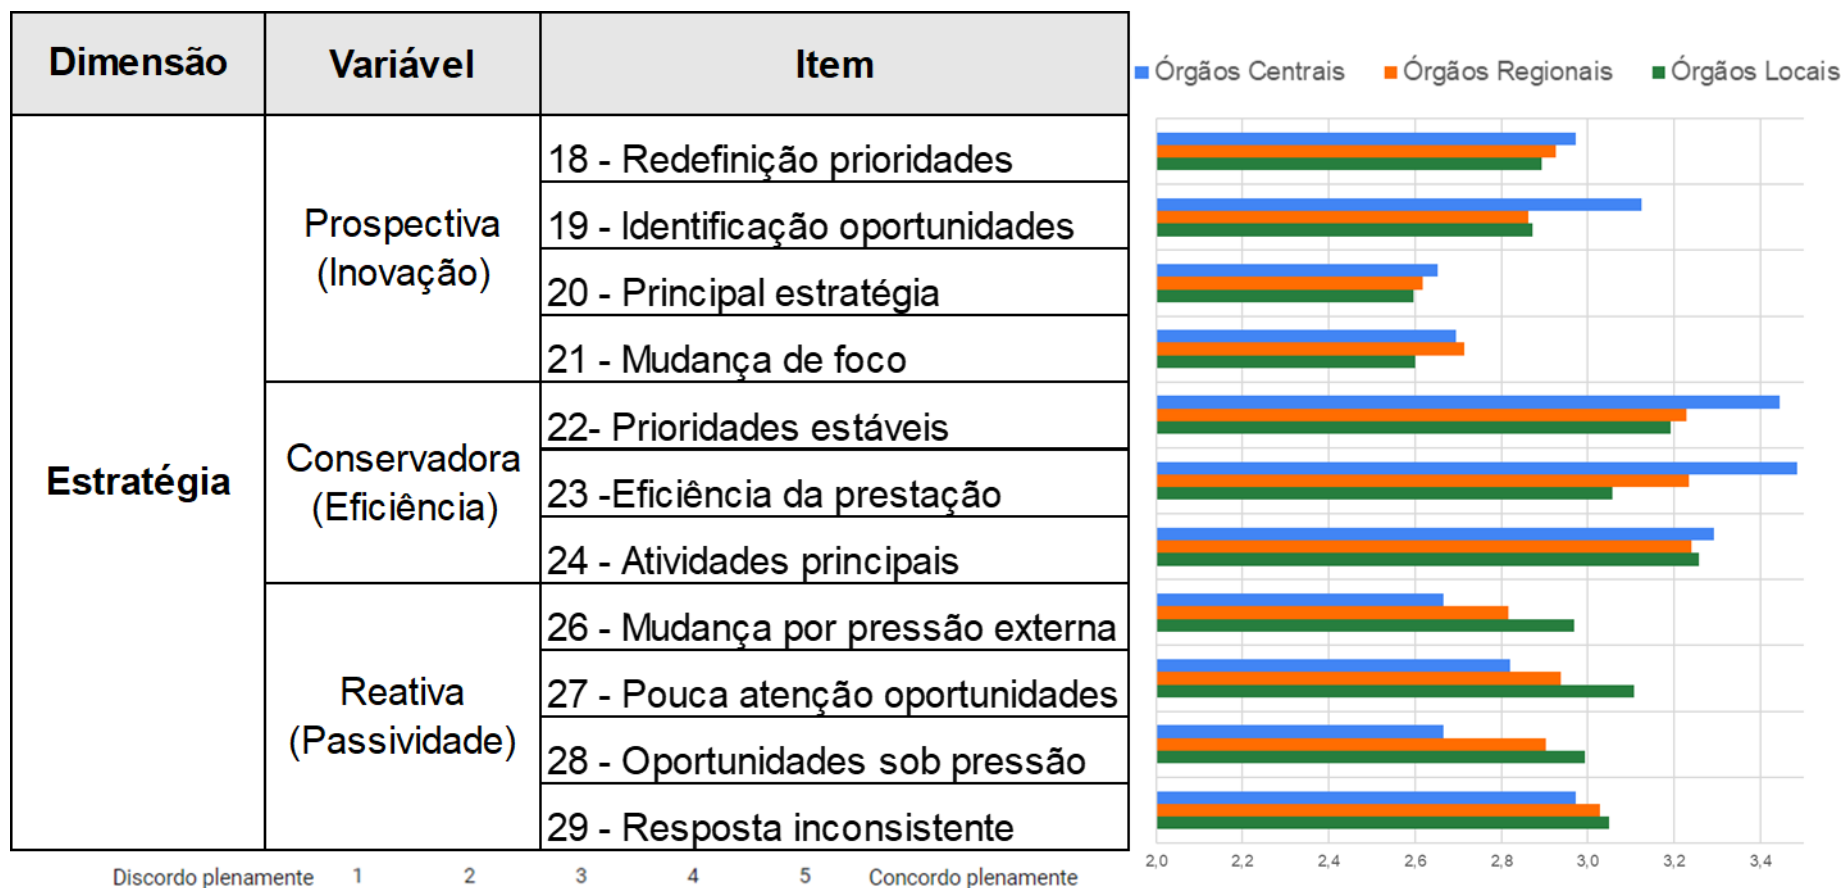 Dimensão Variável Item
Órgãos Centrais Órgãos Regionais Órgãos Locais
Estratégia
Prospectiva
(Inovação)
18 - Redefinição prioridades
19 - Identificação oportunidades
20 - Principal estratégia
21 - Mudança de foco
Conservadora
(Eficiência)
22- Prioridades estáveis
23 -Eficiência da prestação
24 - Atividades principais
Reativa
(Passividade)
26 - Mudança por pressão externa
27 - Pouca atenção oportunidades
28 - Oportunidades sob pressão
29 - Resposta inconsistente
2,0 2,2 2,4 2,6 2,8 3,0 3,2 3,4
Discordo plenamente 1 2 3 4 5 Concordo plenamente